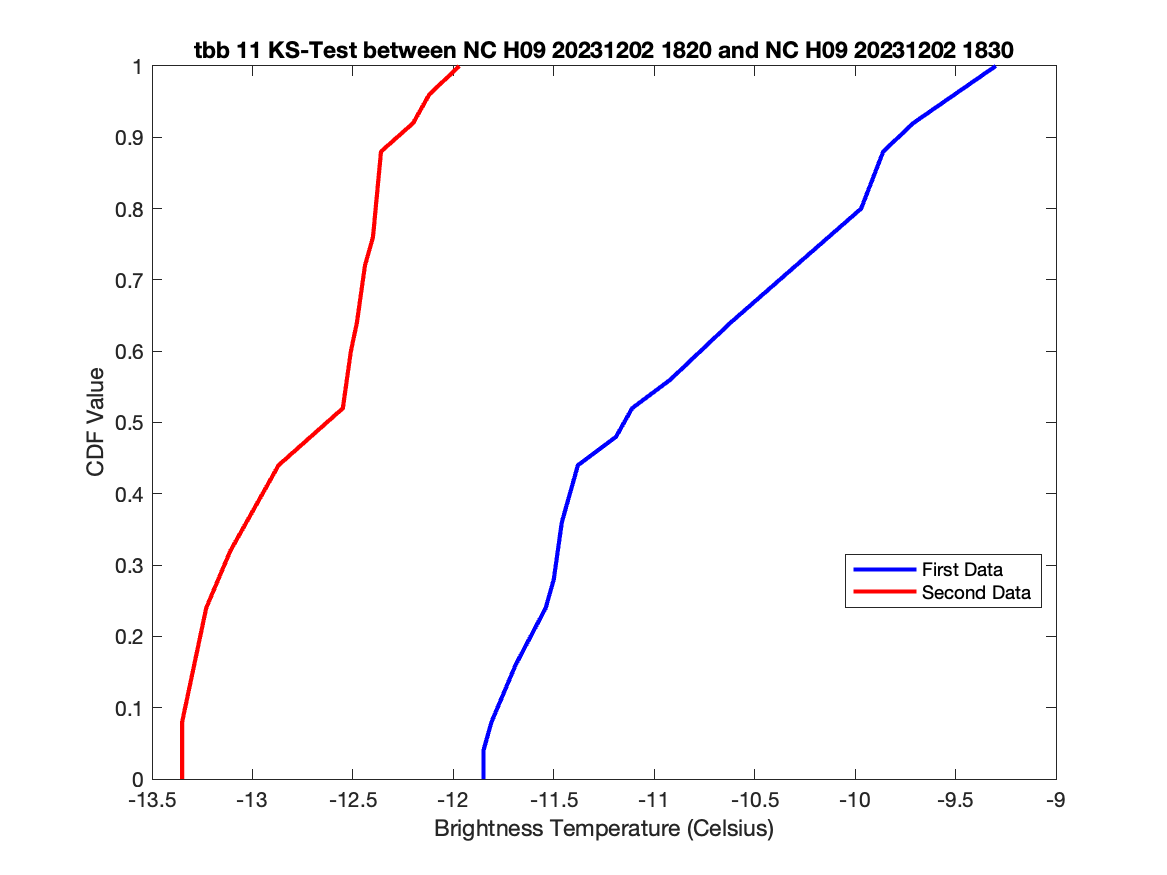 tbb 11 KS-Test between NC H09 20231202 1820 and NC H09 20231202 1830
1
0.9
0.8
0.7
0.6
0.5
0.4
0.3
0.2
0.1
0
CDF Value
First Data
Second Data
-13.5 -13 -12.5 -12 -11.5 -11 -10.5 -10 -9.5 -9
Brightness Temperature (Celsius)